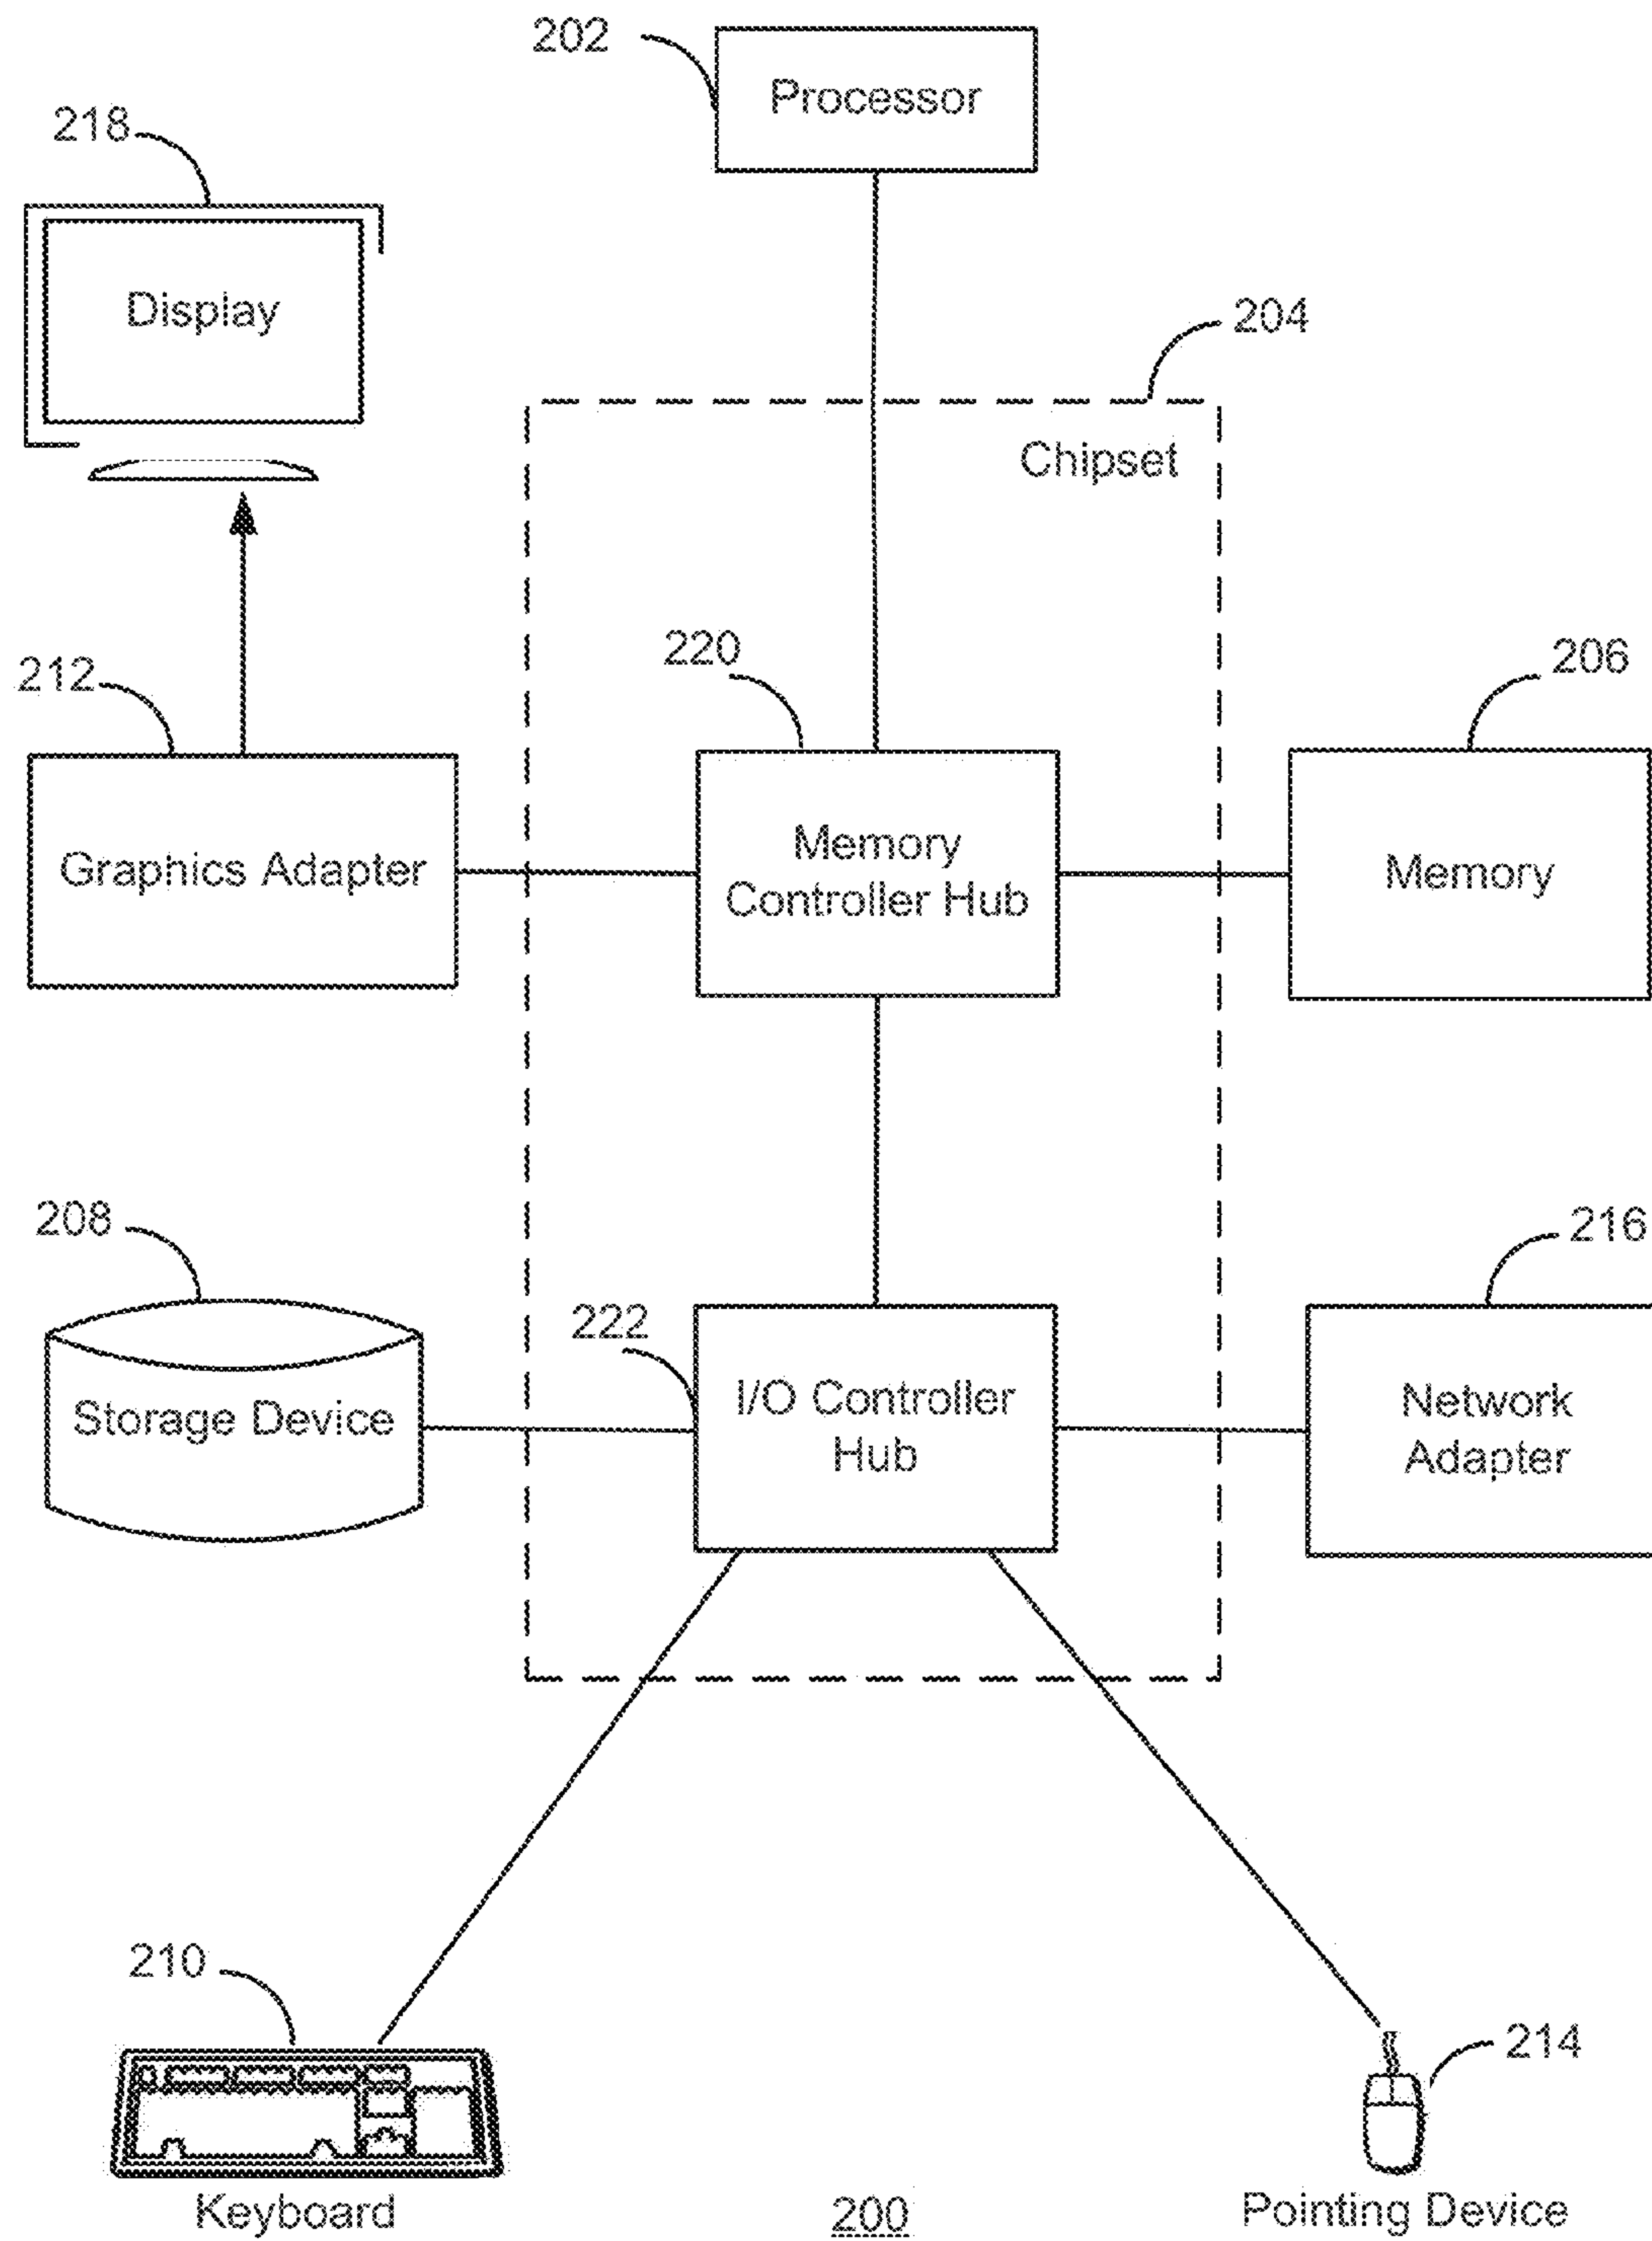 202
Processor
218
Display
204
Chipset
220
206
212
Memory
Controller Hub
Graphics Adapter
Memory
208
216
222
I/O Controller
Hub
Storage Device
Network
Adapter
210
214
Keyboard
200
Pointing Device